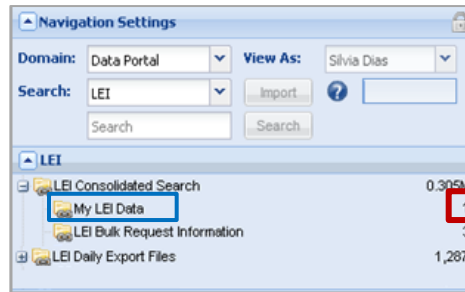 Navigation Settings
Domain: Data Portal View As: Silvia Dias
Search: LEI Import
Search Search
LEI
LEI Consolidated Search 0.305M
My LEI Data
LEI Bulk Request Information
LEI Daily Export Files 1,287